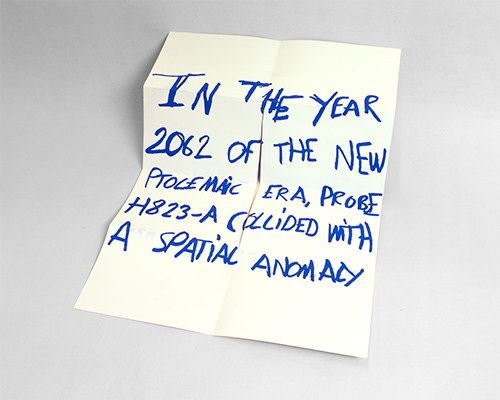 IN THE YEAR
2062 OF THE NEW
PTOLEMAIC ERA, PROBE
H823-A COLLIDED WITH
A SPATIAL ANOMALY